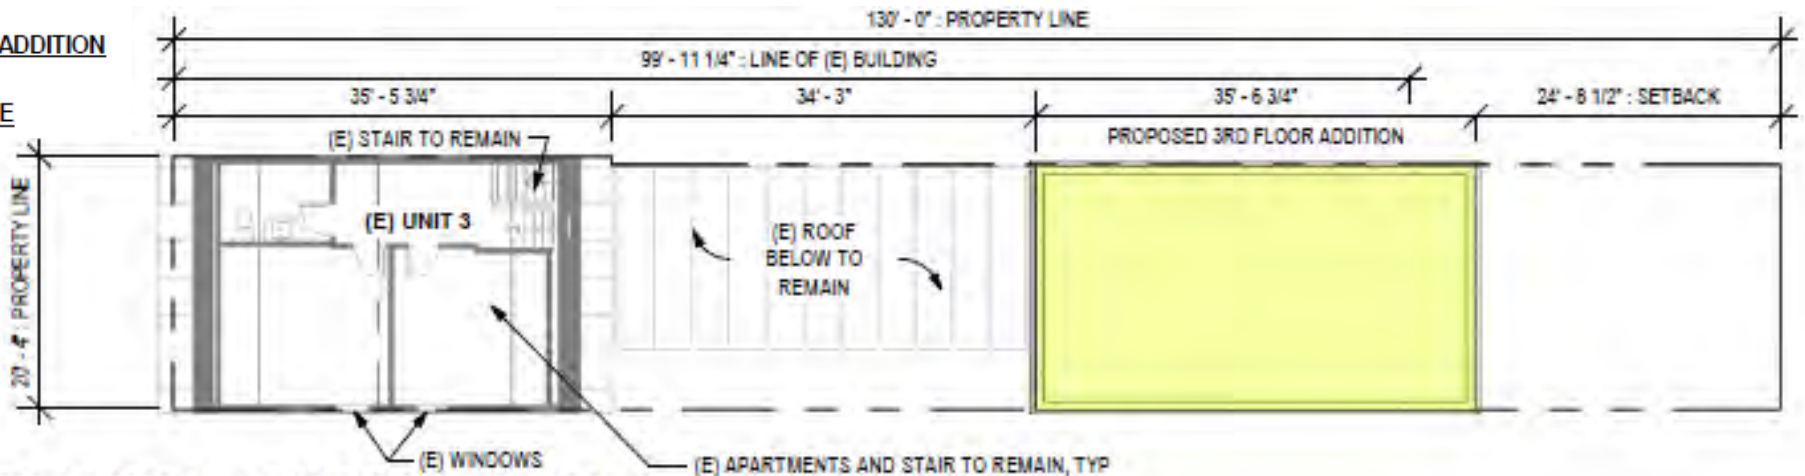 130' - 0" : PROPERTY LINE
ADDITION
99' - 11 1/4" : LINE OF (E) BUILDING
35' - 5 3/4"
34' - 3"
35' - 6 3/4"
24' - 8 1/2" : SETBACK
E
(E) STAIR TO REMAIN
PROPOSED 3RD FLOOR ADDITION
20' - 4" : PROPERTY LINE
(E) UNIT 3
(E) ROOF
BELOW TO
REMAIN
(E) WINDOWS
(E) APARTMENTS AND STAIR TO REMAIN, TYP